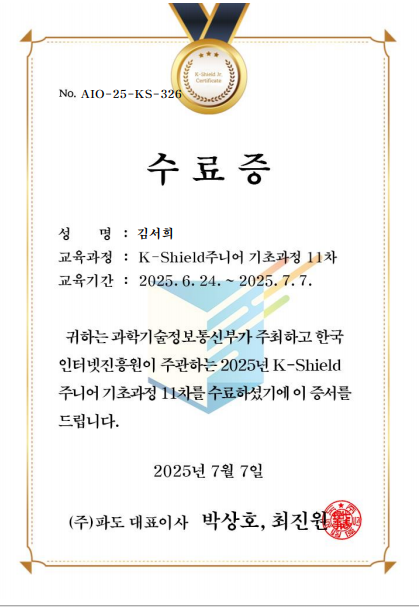 K-Shield Jr.
Certificate
No. AIO-25-KS-326
수료증
성 명 : 김서희
교육과정 : K-Shield주니어 기초과정 11차
교육기간 : 2025. 6. 24. ~ 2025. 7. 7.
귀하는 과학기술정보통신부가 주최하고 한국
인터넷진흥원이 주관하는 2025년 K-Shield
주니어 기초과정 11차를 수료하셨기에 이 증서를
드립니다.
2025년 7월 7일
(주)파도 대표이사 박상호, 최진원